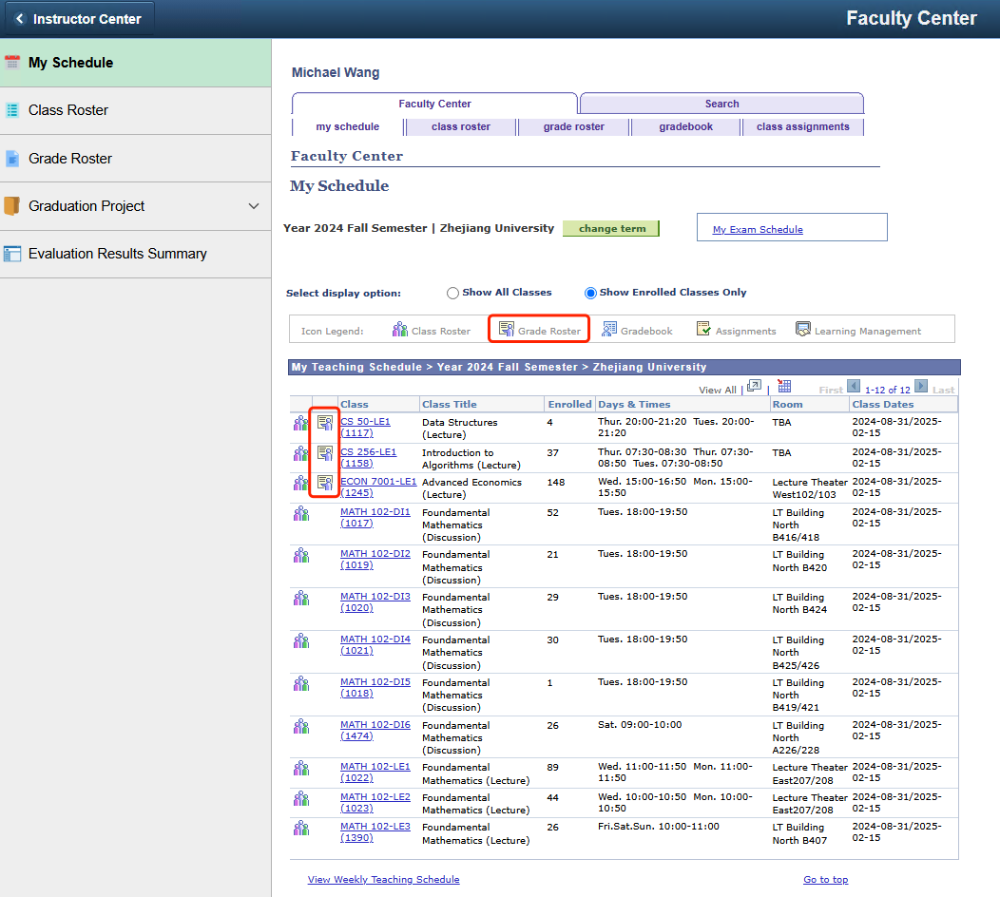 Instructor Center
Faculty Center
My Schedule
Class Roster
Grade Roster
Graduation Project
Evaluation Results Summary
Michael Wang
Faculty Center
Search
my schedule
class roster
grade roster
gradebook
class assignments
Faculty Center
My Schedule
Year 2024 Fall Semester | Zhejiang University
change term
My Exam Schedule
Select display option:
Show All Classes
Show Enrolled Classes Only
Icon Legend:
Class Roster
Grade Roster
Gradebook
Assignments
Learning Management
My Teaching Schedule > Year 2024 Fall Semester > Zhejiang University
View All | | First 1-12 of 12 Last
Class Class Title Enrolled Days & Times Room Class Dates
CS 50-LE1 Data Structures 4 Thur. 20:00-21:20 Tues. 20:00- TBA 2024-08-31/2025-
(1117) (Lecture) 21:20 02-15
CS 256-LE1 Introduction to 37 Thur. 07:30-08:30 Thur. 07:30- TBA 2024-08-31/2025-
(1158) Algorithms (Lecture) 08:50 Tues. 07:30-08:50 02-15
ECON 7001-LE1 Advanced Economics 148 Wed. 15:00-16:50 Mon. 15:00- Lecture Theater 2024-08-31/2025-
(1245) (Lecture) 15:50 West102/103 02-15
MATH 102-DI1 Foundamental 52 Tues. 18:00-19:50 LT Building 2024-08-31/2025-
(1017) Mathematics North 02-15
(Discussion) B416/418
MATH 102-DI2 Foundamental 21 Tues. 18:00-19:50 LT Building 2024-08-31/2025-
(1019) Mathematics North B420 02-15
(Discussion)
MATH 102-DI3 Foundamental 29 Tues. 18:00-19:50 LT Building 2024-08-31/2025-
(1020) Mathematics North B424 02-15
(Discussion)
MATH 102-DI4 Foundamental 30 Tues. 18:00-19:50 LT Building 2024-08-31/2025-
(1021) Mathematics North 02-15
(Discussion) B425/426
MATH 102-DI5 Foundamental 1 Tues. 18:00-19:50 LT Building 2024-08-31/2025-
(1018) Mathematics North 02-15
(Discussion) B419/421
MATH 102-DI6 Foundamental 26 Sat. 09:00-10:00 LT Building 2024-08-31/2025-
(1474) Mathematics North 02-15
(Discussion) A226/228
MATH 102-LE1 Foundamental 89 Wed. 11:00-11:50 Mon. 11:00- Lecture Theater 2024-08-31/2025-
(1022) Mathematics (Lecture) 11:50 East207/208 02-15
MATH 102-LE2 Foundamental 44 Wed. 10:00-10:50 Mon. 10:00- Lecture Theater 2024-08-31/2025-
(1023) Mathematics (Lecture) 10:50 East207/208 02-15
MATH 102-LE3 Foundamental 26 Fri.Sat.Sun. 10:00-11:00 LT Building 2024-08-31/2025-
(1390) Mathematics (Lecture) North B407 02-15
View Weekly Teaching Schedule
Go to top